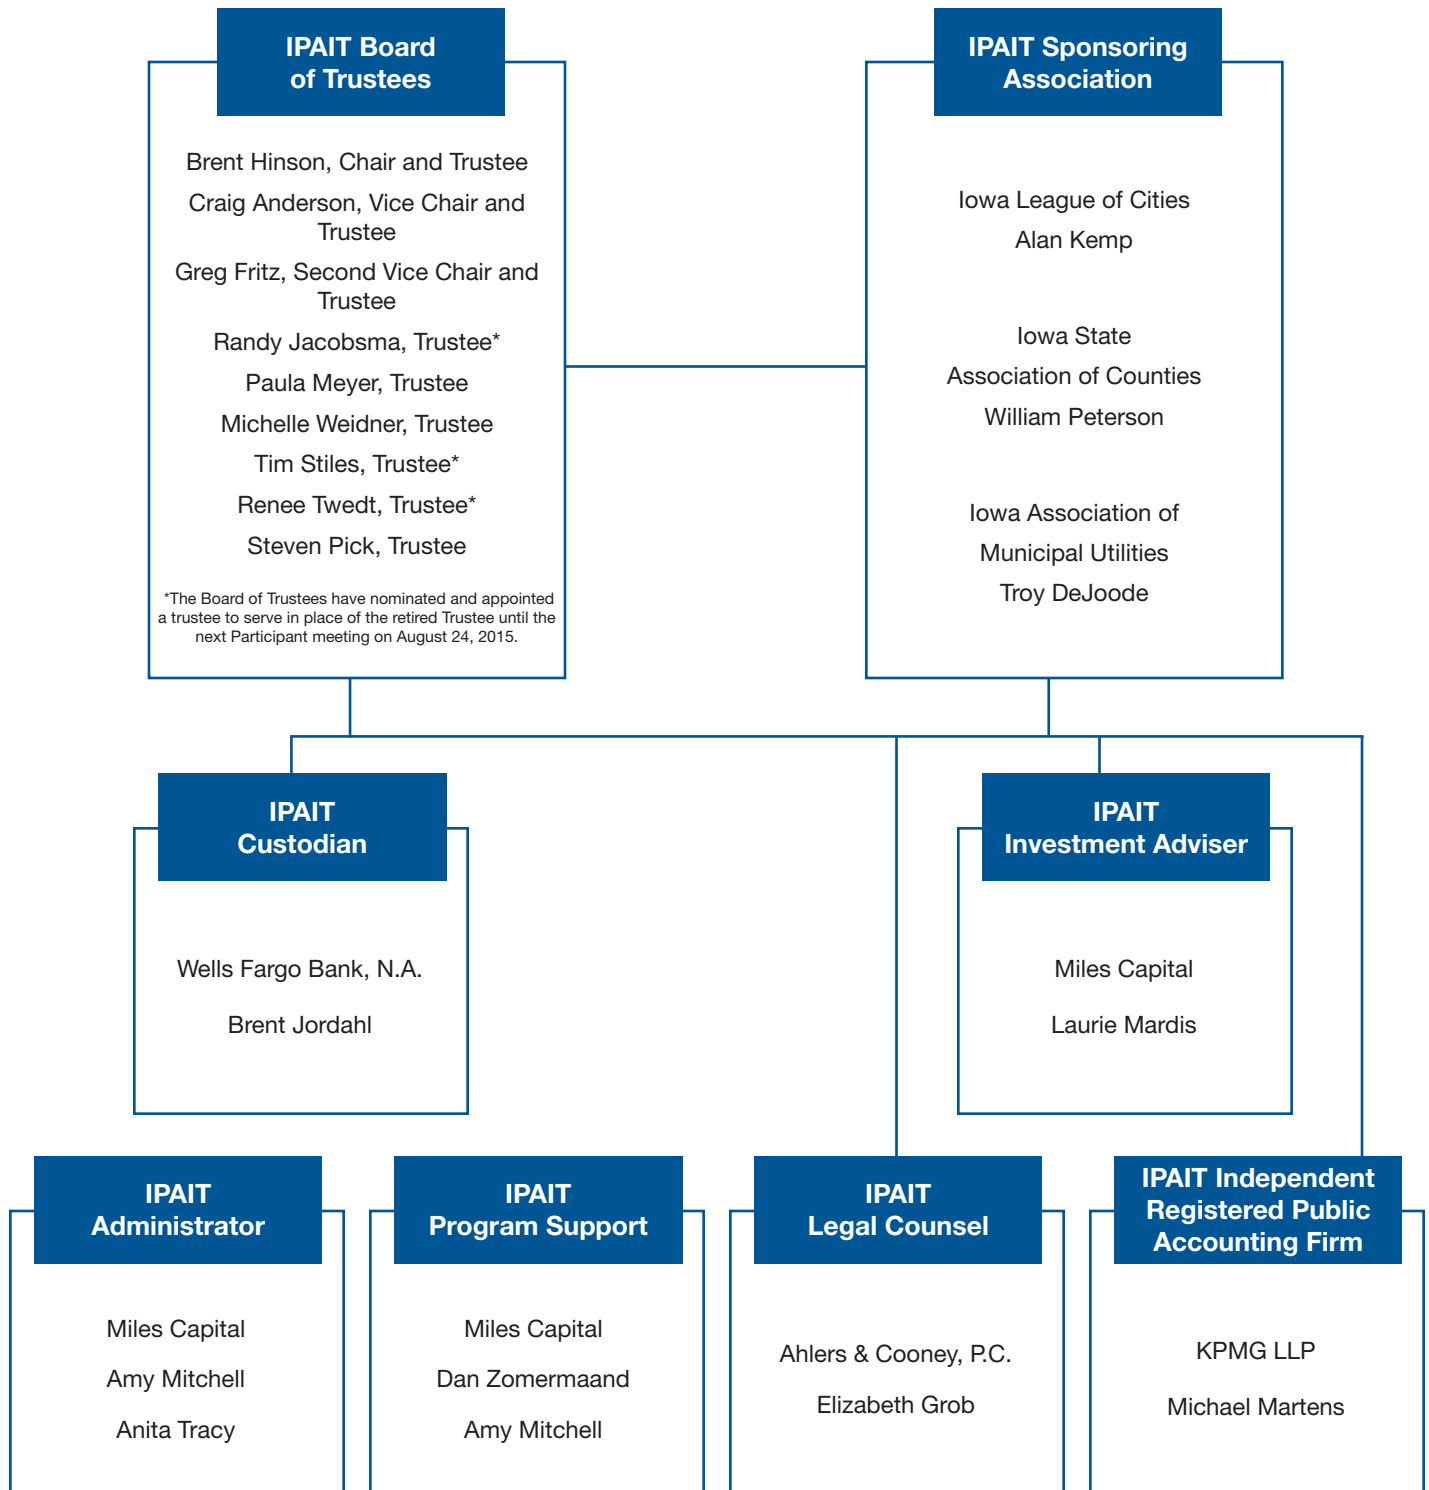 IPAIT Board
of Trustees
Brent Hinson, Chair and Trustee
Craig Anderson, Vice Chair and
Trustee
Greg Fritz, Second Vice Chair and
Trustee
Randy Jacobsma, Trustee*
Paula Meyer, Trustee
Michelle Weidner, Trustee
Tim Stiles, Trustee*
Renee Twedt, Trustee*
Steven Pick, Trustee
*The Board of Trustees have nominated and appointed
a trustee to serve in place of the retired Trustee until the
next Participant meeting on August 24, 2015.
IPAIT Sponsoring
Association
Iowa League of Cities
Alan Kemp
Iowa State
Association of Counties
William Peterson
Iowa Association of
Municipal Utilities
Troy DeJoode
IPAIT
Custodian
Wells Fargo Bank, N.A.
Brent Jordahl
IPAIT
Investment Adviser
Miles Capital
Laurie Mardis
IPAIT
Administrator
Miles Capital
Amy Mitchell
Anita Tracy
IPAIT
Program Support
Miles Capital
Dan Zomermaand
Amy Mitchell
IPAIT
Legal Counsel
Ahlers & Cooney, P.C.
Elizabeth Grob
IPAIT Independent
Registered Public
Accounting Firm
KPMG LLP
Michael Martens